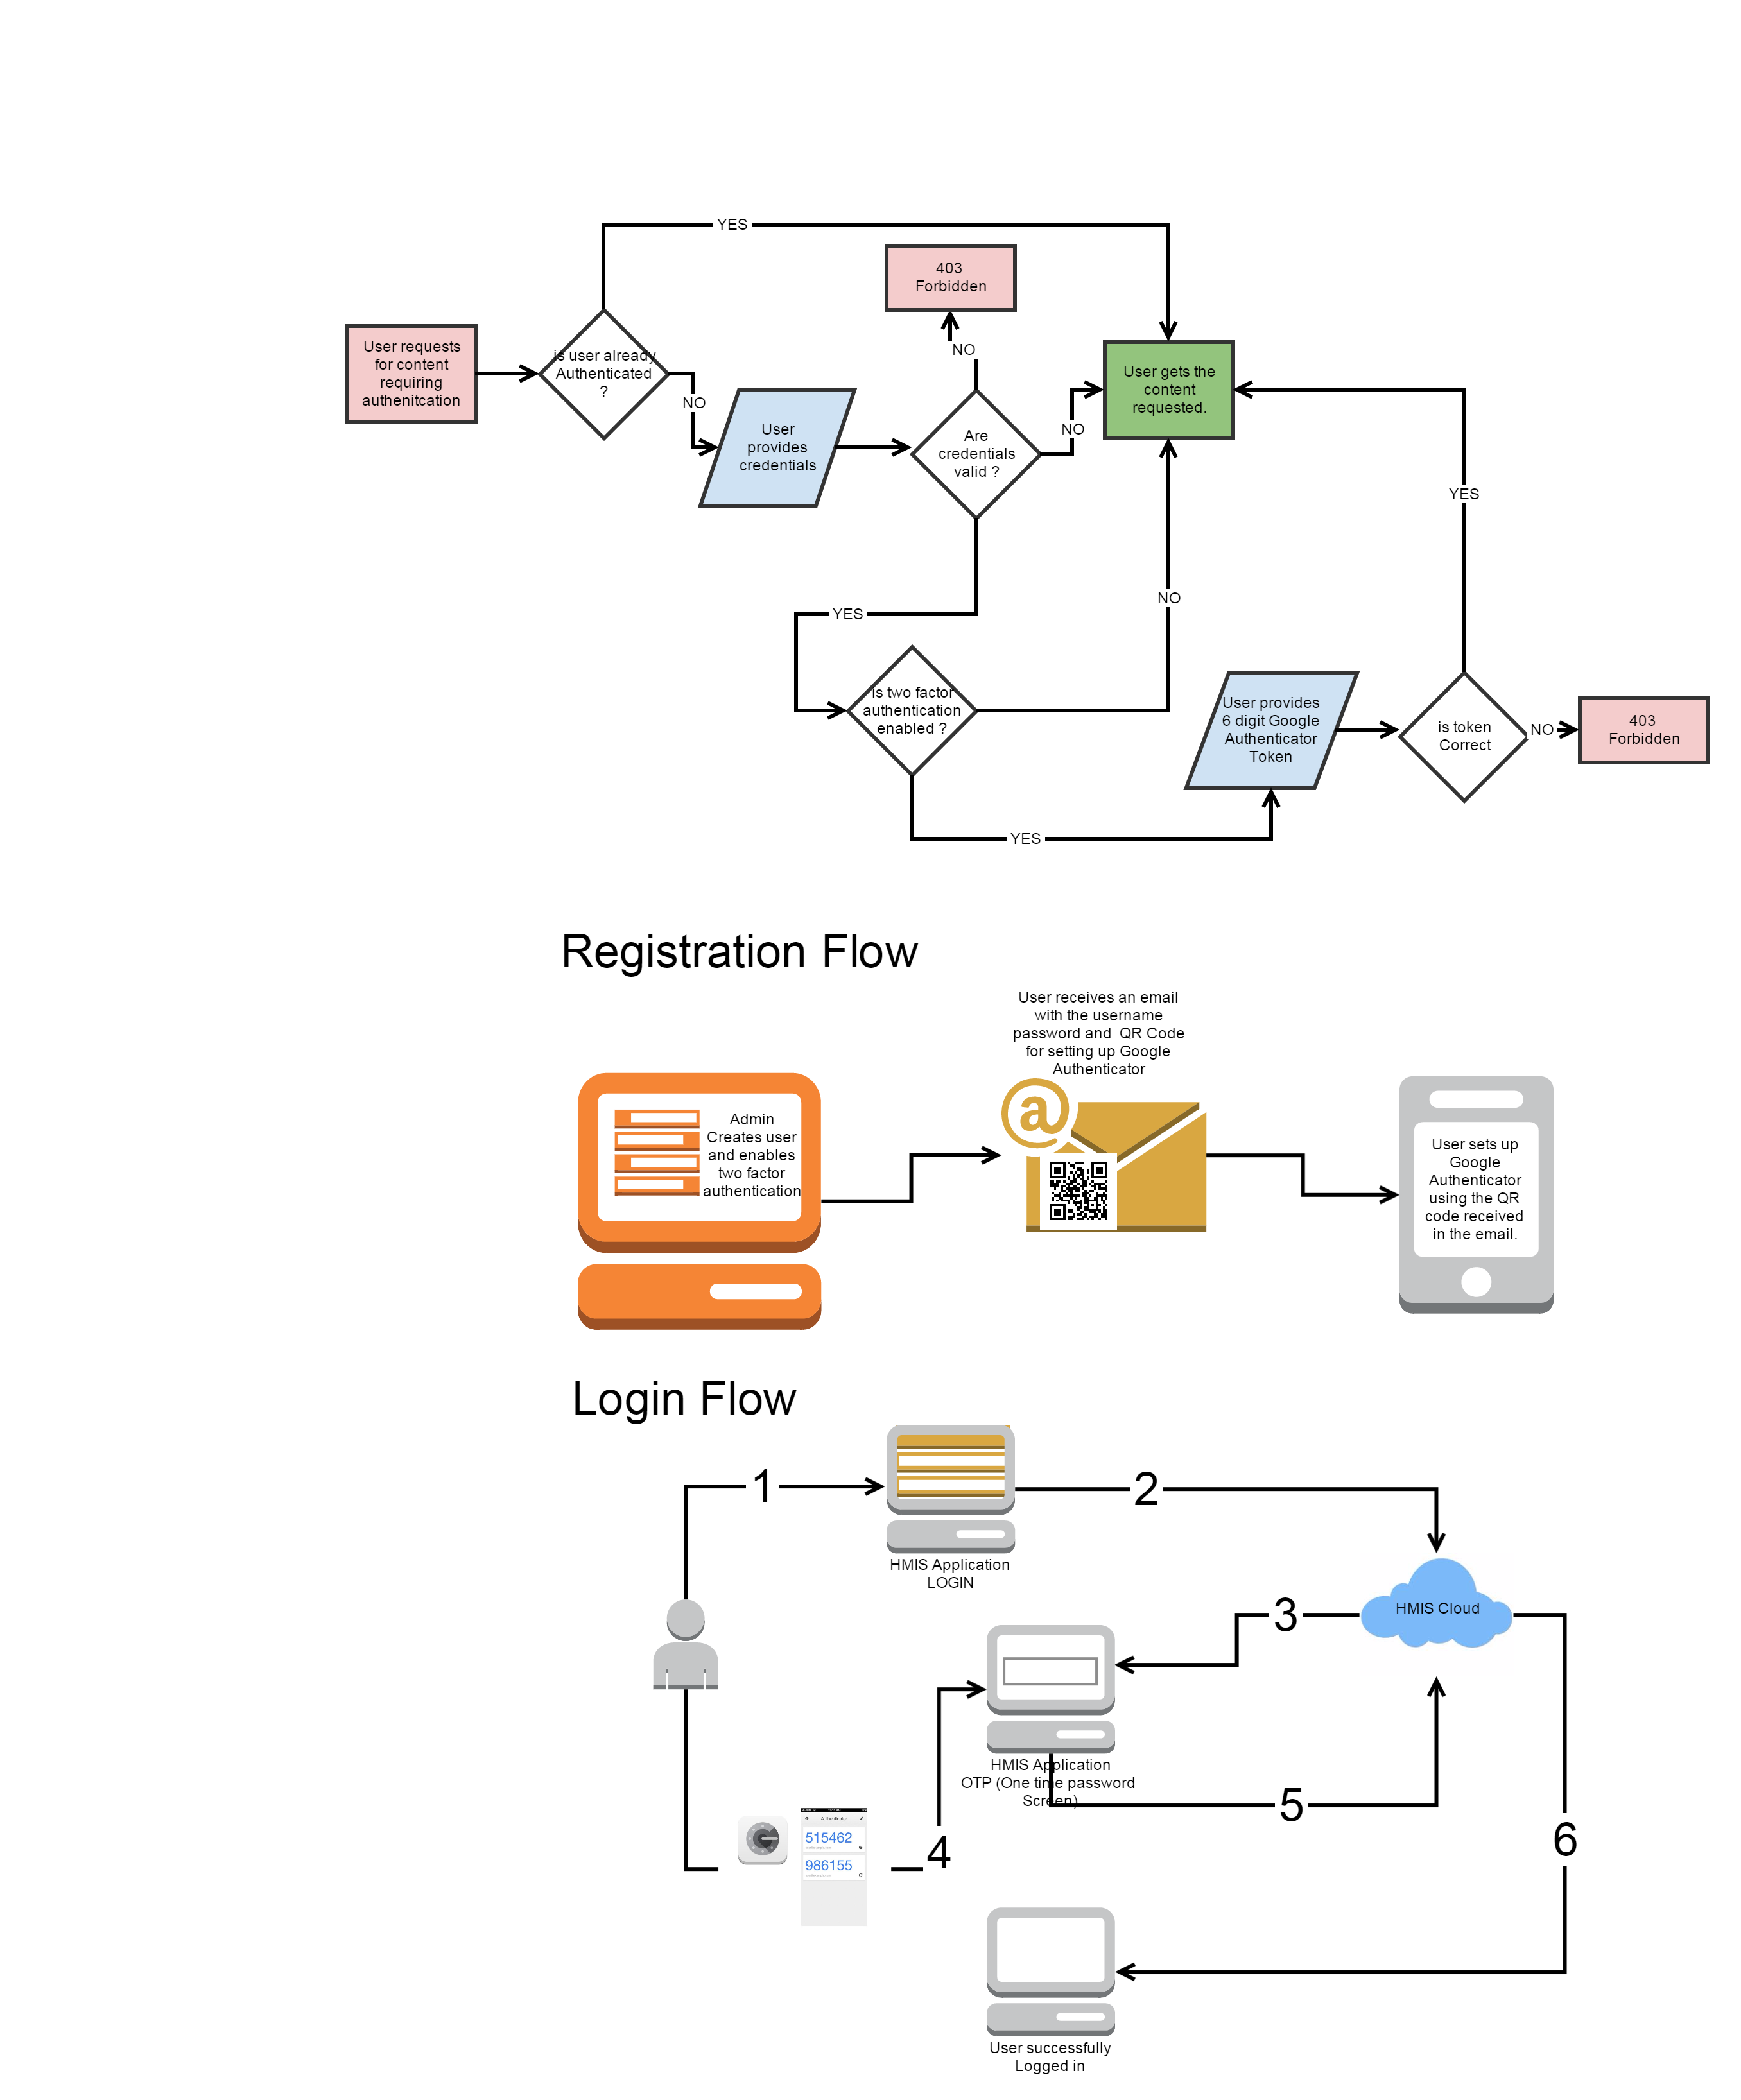 YES
403
Forbidden
User requests
for content
requiring
authenitcation
is user already
Authenticated
?
NO
NO
User
provides
credentials
Are
credentials
valid ?
NO
User gets the
content
requested.
YES
YES
NO
is two factor
authentication
enabled ?
User provides
6 digit Google
Authenticator
Token
is token
Correct
NO
403
Forbidden
YES
Registration Flow
User receives an email
with the username
password and QR Code
for setting up Google
Authenticator
Admin
Creates user
and enables
two factor
authentication
@
User sets up
Google
Authenticator
using the QR
code received
in the email.
Login Flow
1
2
HMIS Application
LOGIN
HMIS Cloud
3
HMIS Application
OTP (One time password
Screen)
5
4
6
Authenticator
515462
986155
User successfully
Logged in